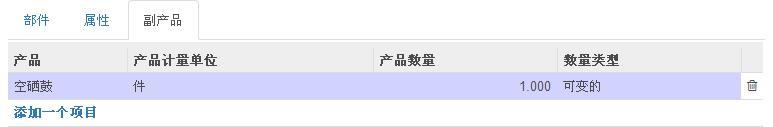 部件 属性 副产品
产品 产品计量单位 产品数量 数量类型
空硒鼓 件 1.000 可变的
添加一个项目